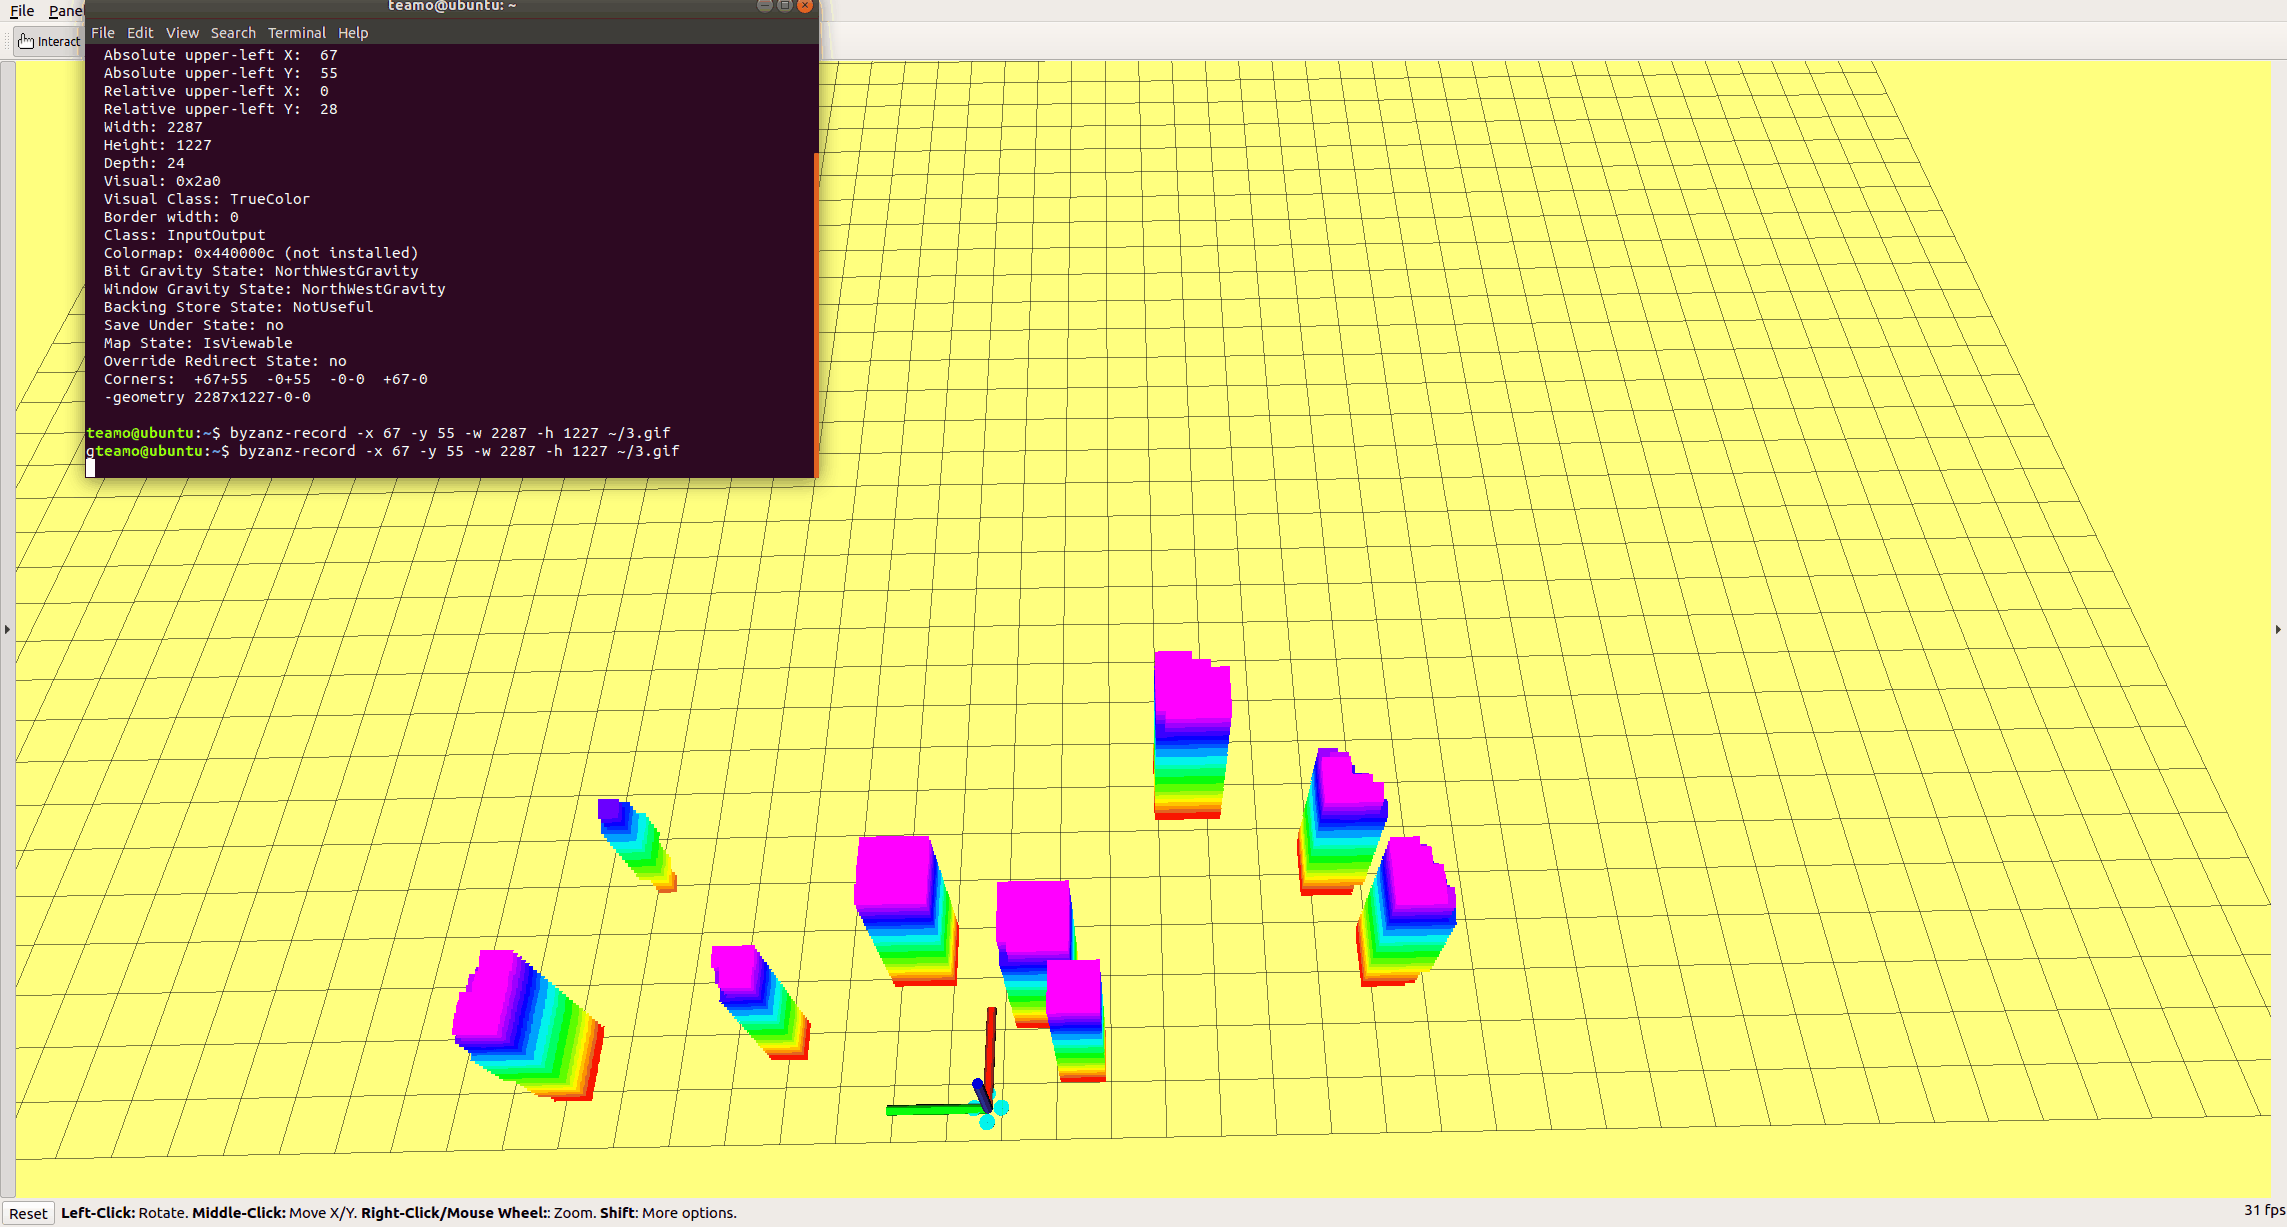 File Pane
teamo@ubuntu: ~
Interact
File Edit View Search Terminal Help
Absolute upper-left X:  67
Absolute upper-left Y:  55
Relative upper-left X:  0
Relative upper-left Y:  28
Width: 2287
Height: 1227
Depth: 24
Visual: 0x2a0
Visual Class: TrueColor
Border width: 0
Class: InputOutput
Colormap: 0x440000c (not installed)
Bit Gravity State: NorthWestGravity
Window Gravity State: NorthWestGravity
Backing Store State: NotUseful
Save Under State: no
Map State: IsViewable
Override Redirect State: no
Corners:  +67+55  -0+55  -0-0  +67-0
-geometry 2287x1227-0-0
teamo@ubuntu:~$ byzanz-record -x 67 -y 55 -w 2287 -h 1227 ~/3.gif
gteamo@ubuntu:~$ byzanz-record -x 67 -y 55 -w 2287 -h 1227 ~/3.gif
Reset Left-Click: Rotate. Middle-Click: Move X/Y. Right-Click/Mouse Wheel:: Zoom. Shift: More options.
31 fps